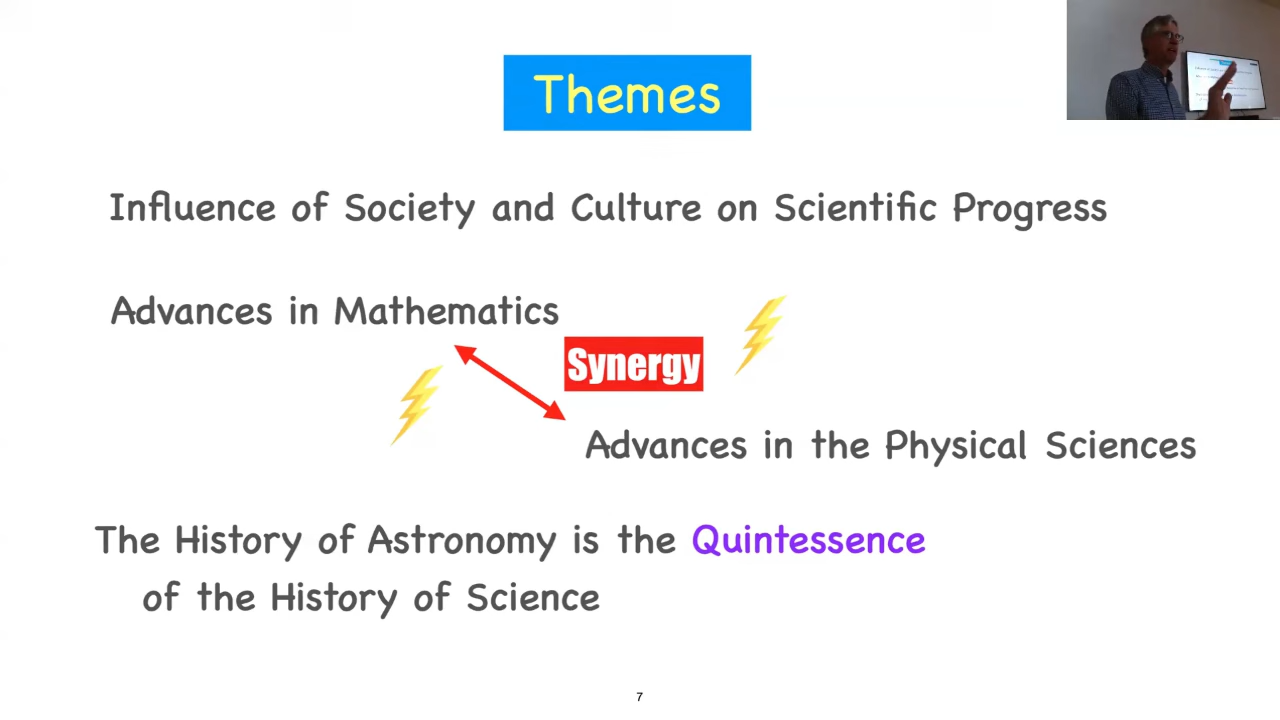 Themes
Influence of Society and Culture on Scientific Progress
Advances in Mathematics
Synergy
Advances in the Physical Sciences
The History of Astronomy is the Quintessence
of the History of Science
7